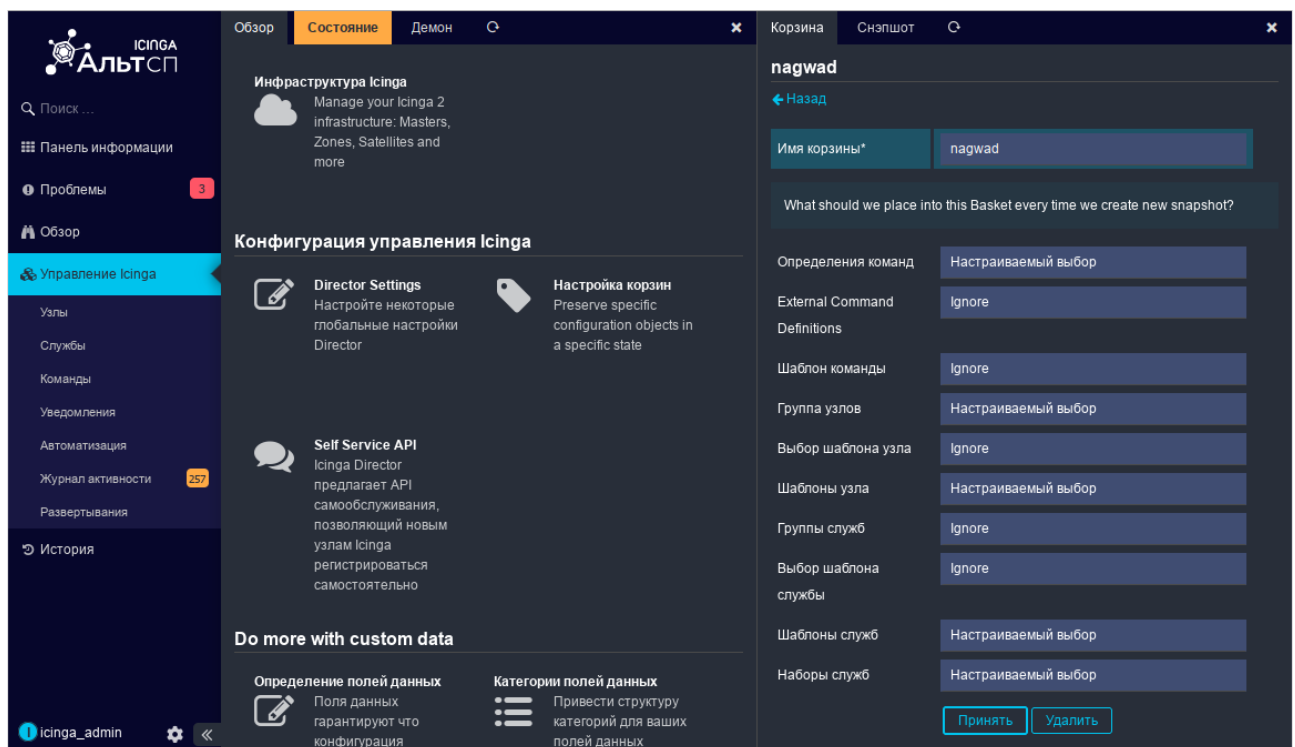 ICINGA
АЛЬТСП
Поиск ...
Панель информации
Проблемы 3
Обзор
Управление Icinga
Узлы
Службы
Команды
Уведомления
Автоматизация
Журнал активности 257
Развертывания
История
icinga_admin
Обзор Состояние Демон
Инфраструктура Icinga
Manage your Icinga 2
infrastructure: Masters,
Zones, Satellites and
more
Конфигурация управления Icinga
Director Settings
Настройте некоторые
глобальные настройки
Director
Настройка корзин
Preserve specific
configuration objects in
a specific state
Self Service API
Icinga Director
предлагает API
самообслуживания,
позволяющий новым
узлам Icinga
регистрироваться
самостоятельно
Do more with custom data
Определение полей данных
Поля данных
гарантируют что
конфигурация
Категории полей данных
Привести структуру
категорий для ваших
полей данных
Корзина Снэпшот
nagwad
Назад
Имя корзины* nagwad
What should we place into this Basket every time we create new snapshot?
Определения команд Настраиваемый выбор
External Command Ignore
Definitions
Шаблон команды Ignore
Группа узлов Настраиваемый выбор
Выбор шаблона узла Ignore
Шаблоны узла Настраиваемый выбор
Группы служб Ignore
Выбор шаблона Ignore
службы
Шаблоны служб Настраиваемый выбор
Наборы служб Настраиваемый выбор
Принять Удалить